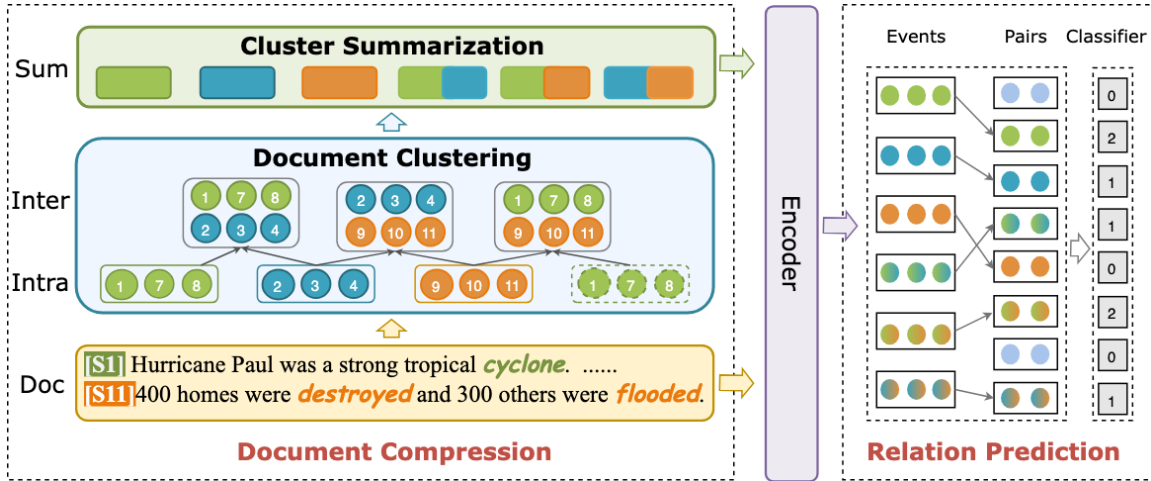 Cluster Summarization
Sum
Document Clustering
Inter
1 7 8
2 3 4
2 3 4
9 10 11
1 7 8
9 10 11
Intra
1 7 8
2 3 4
9 10 11
1 7 8
Doc
[S1] Hurricane Paul was a strong tropical cyclone. ......
[S11] 400 homes were destroyed and 300 others were flooded.
Document Compression
Encoder
Events
Pairs
Classifier
0
2
1
1
0
2
0
1
Relation Prediction